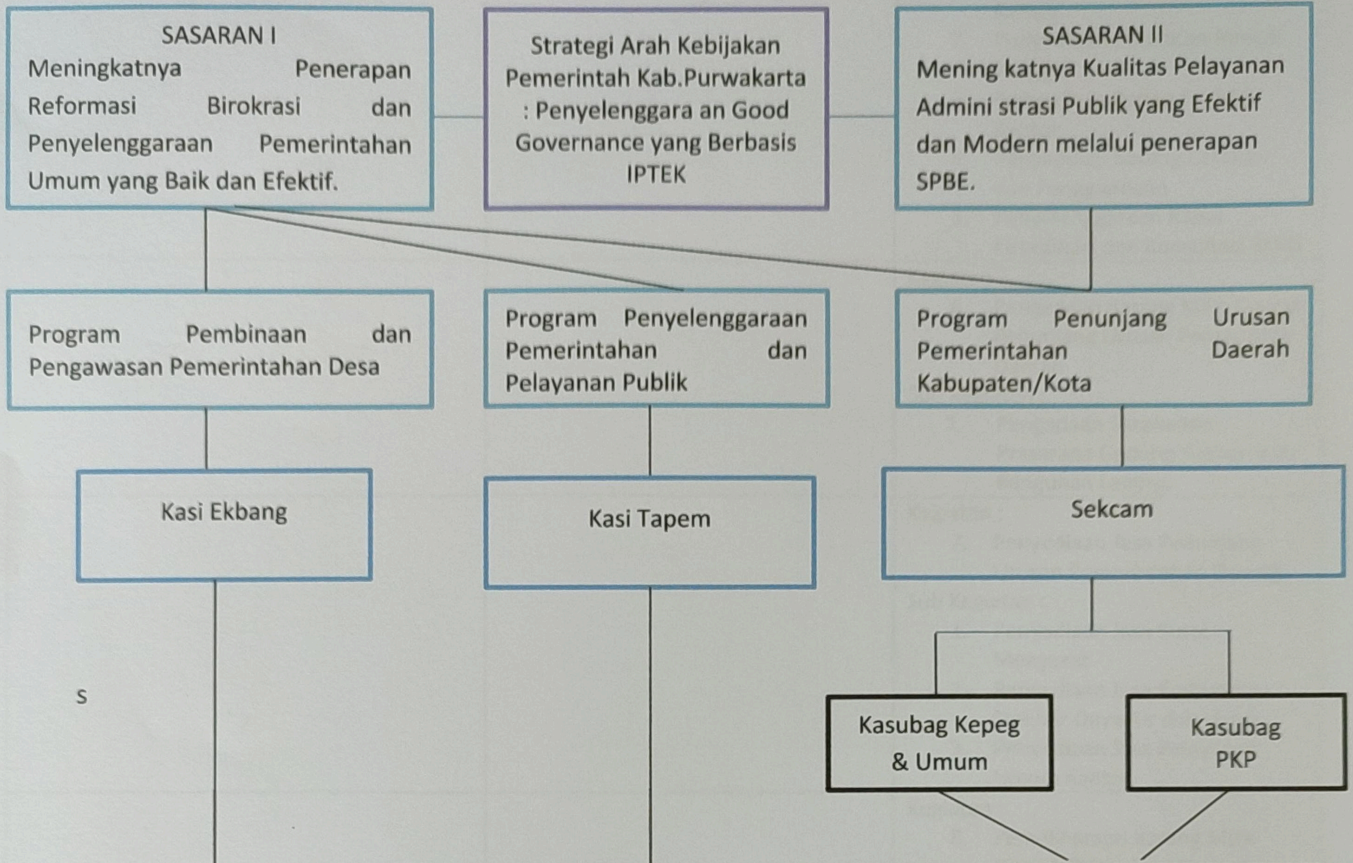 SASARAN I
Meningkatnya Penerapan
Reformasi Birokrasi dan
Penyelenggaraan Pemerintahan
Umum yang Baik dan Efektif.
Strategi Arah Kebijakan
Pemerintah Kab.Purwakarta
: Penyelenggara an Good
Governance yang Berbasis
IPTEK
SASARAN II
Mening katnya Kualitas Pelayanan
Admini strasi Publik yang Efektif
dan Modern melalui penerapan
SPBE.
Program Pembinaan dan
Pengawasan Pemerintahan Desa
Program Penyelenggaraan
Pemerintahan dan
Pelayanan Publik
Program Penunjang Urusan
Pemerintahan Daerah
Kabupaten/Kota
Kasi Ekbang
Kasi Tapem
Sekcam
S
Kasubag Kepeg
& Umum
Kasubag
PKP